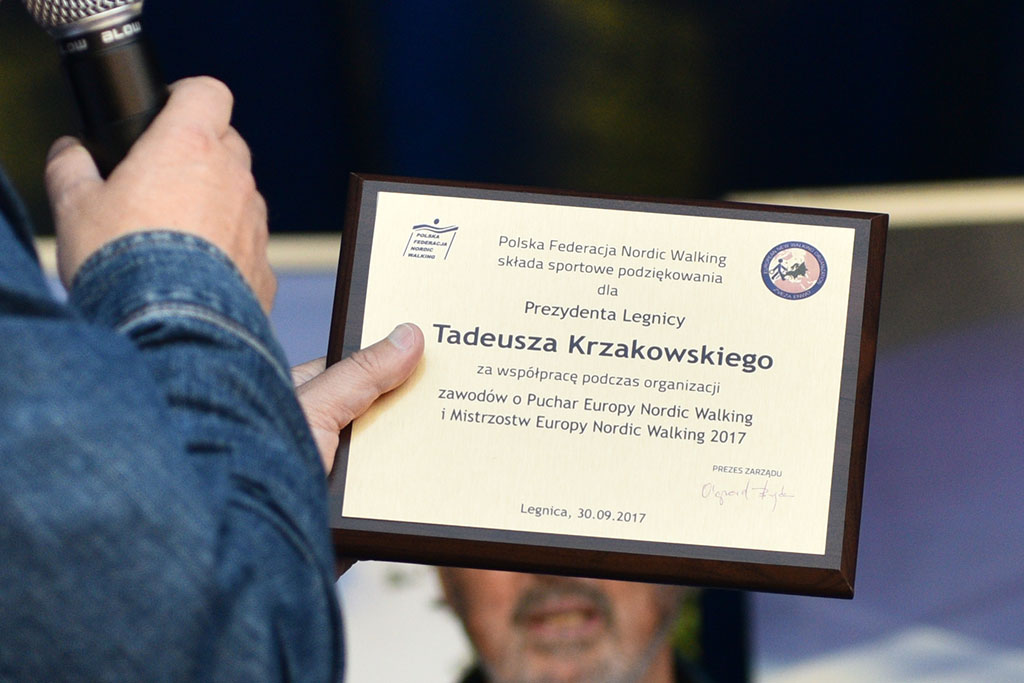 BLOW
POLSKA
FEDERACJA
NORDIC
WALKING
Polska Federacja Nordic Walking
składa sportowe podziękowania
dla
Prezydenta Legnicy
Tadeusza Krzakowskiego
za współpracę podczas organizacji
zawodów o Puchar Europy Nordic Walking
i Mistrzostw Europy Nordic Walking 2017
PREZES ZARZĄDU
Legnica, 30.09.2017